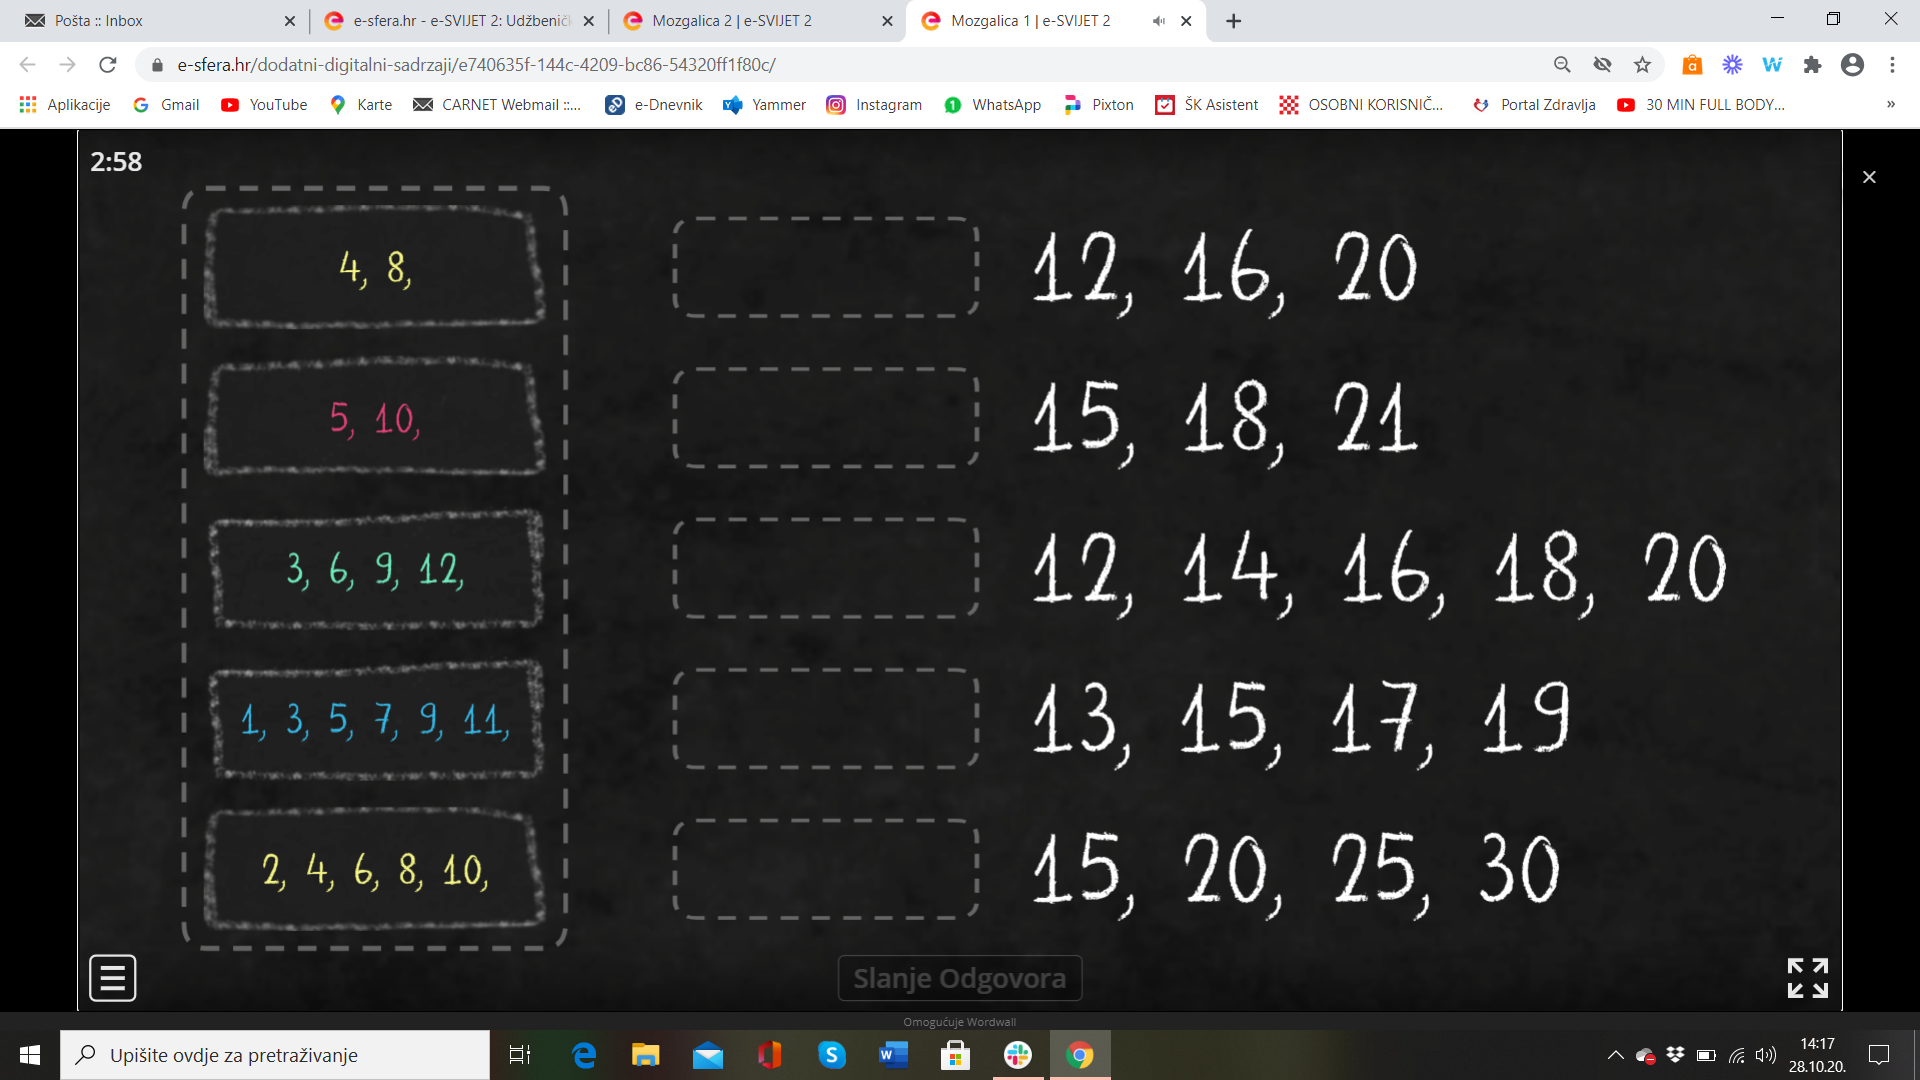 Pošta :: Inbox
e-sfera.hr - e-SVIJET 2: Udžbenič
Mozgalica 2 | e-SVIJET 2
Mozgalica 1 | e-SVIJET 2
e-sfera.hr/dodatni-digitalni-sadrzaji/e740635f-144c-4209-bc86-54320ff1f80c/
Aplikacije Gmail YouTube Karte CARNET Webmail ::... e-Dnevnik Yammer Instagram WhatsApp Pixton ŠK Asistent OSOBNI KORISNIČ... Portal Zdravlja 30 MIN FULL BODY... »
2:58
4, 8,
12, 16, 20
5, 10,
15, 18, 21
3, 6, 9, 12,
12, 14, 16, 18, 20
1, 3, 5, 7, 9, 11,
13, 15, 17, 19
2, 4, 6, 8, 10,
15, 20, 25, 30
Slanje Odgovora
Omogućuje Wordwall
Upišite ovdje za pretraživanje
14:17
28.10.20.